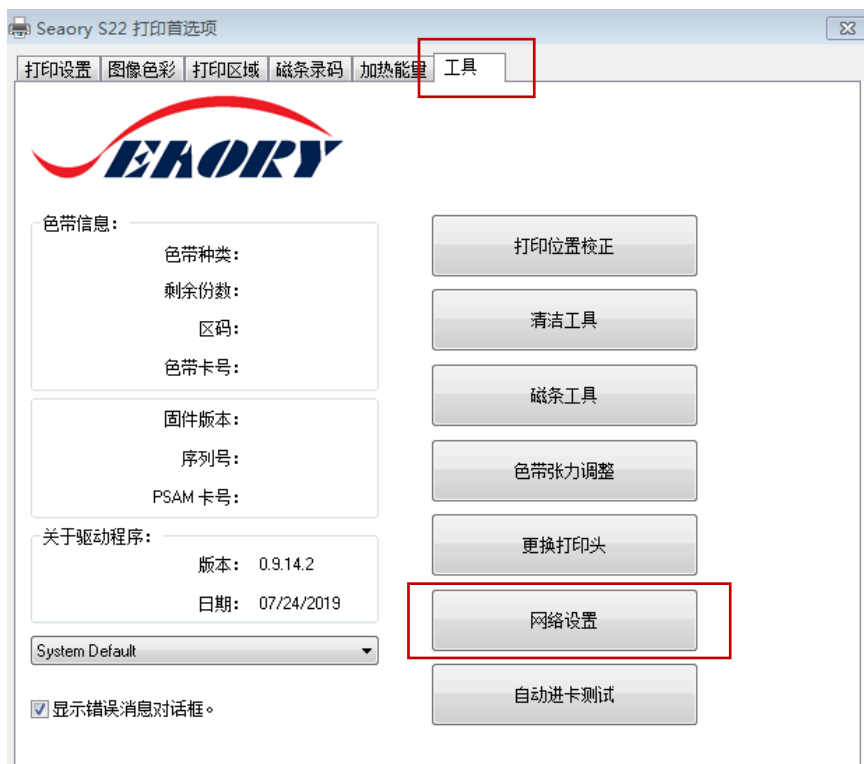 Seaory S22 打印首选项
打印设置 图像色彩 打印区域 磁条录码 加热能量 工具
SEAORY
色带信息：
色带种类：
剩余份数：
区码：
色带卡号：
固件版本：
序列号：
PSAM 卡号：
关于驱动程序：
版本： 0.9.14.2
日期： 07/24/2019
System Default
显示错误消息对话框。
打印位置校正
清洁工具
磁条工具
色带张力调整
更换打印头
网络设置
自动进卡测试